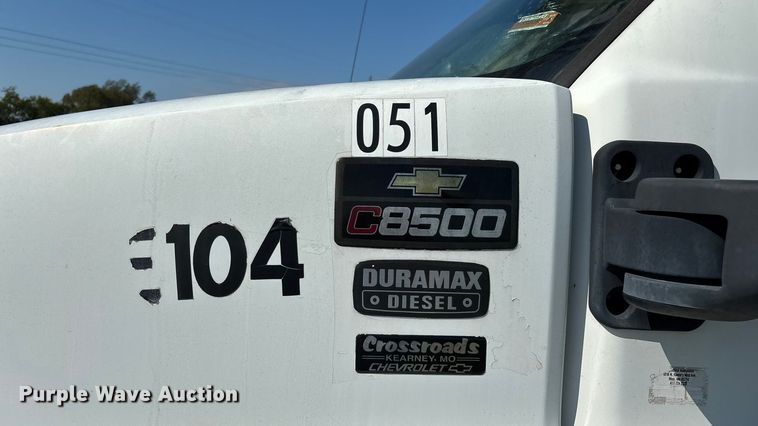 051
C8500
104
DURAMAX
DIESEL
Crossroads
KEARNEY, MO
CHEVROLET
Purple Wave Auction